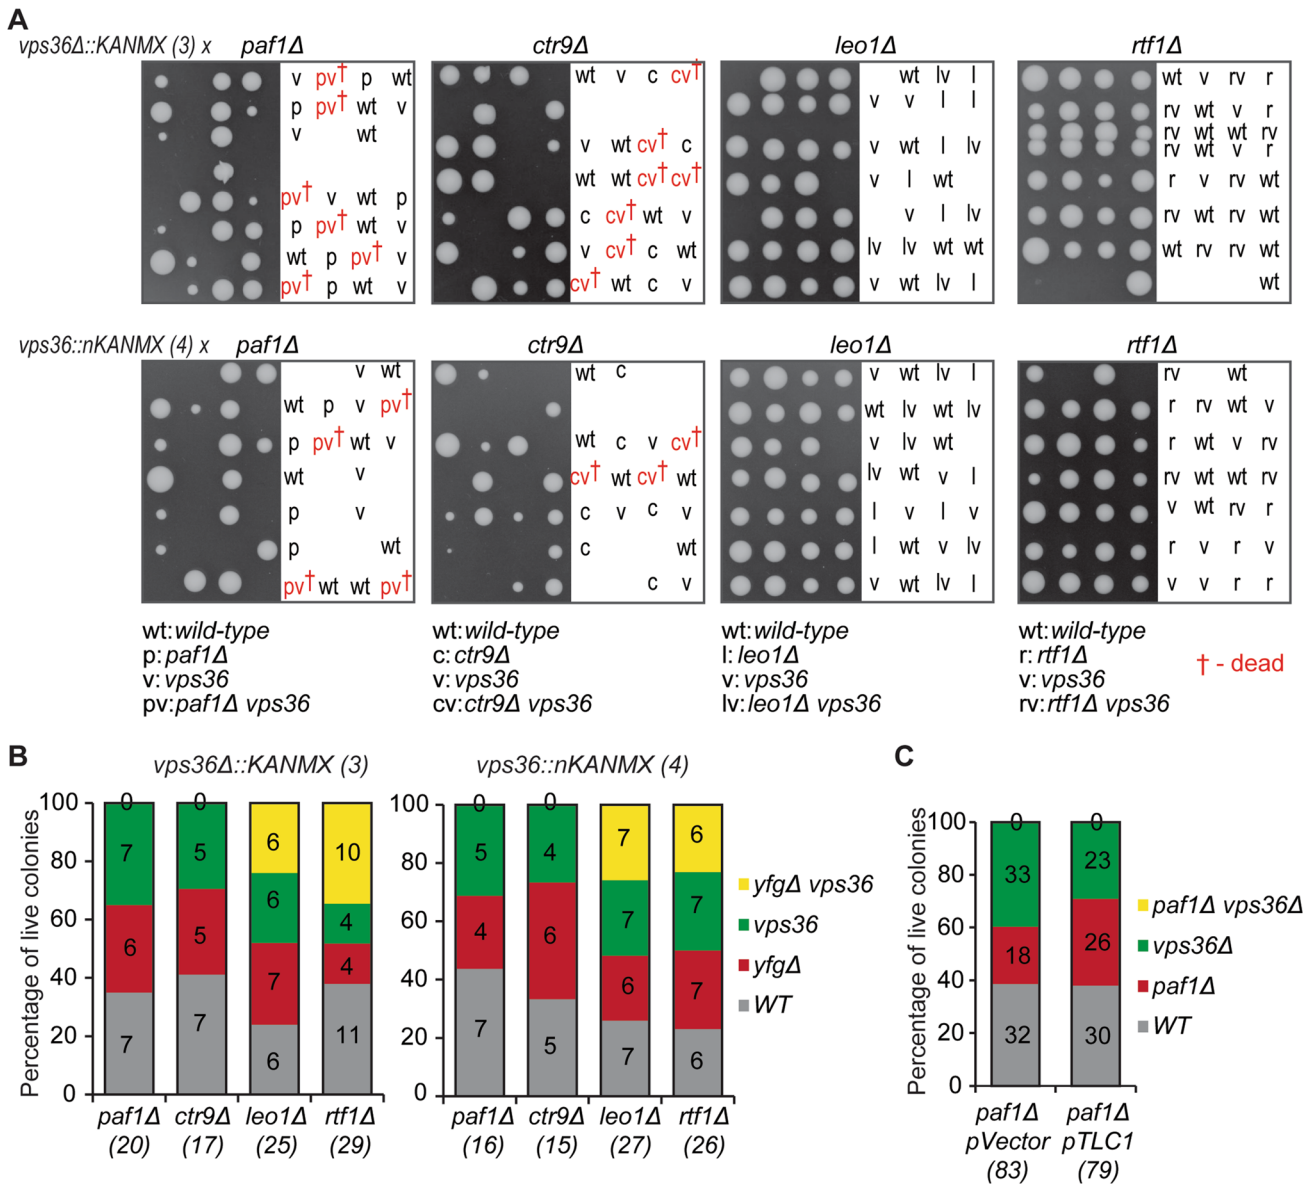 A
vps36Δ::KANMX (3) x
paf1Δ
ctr9Δ
leo1Δ
rtf1Δ
v pv† p wt
p pv† wt v
v wt
pv† v wt p
p pv† wt v
wt p pv† v
pv† p wt v
wt v c cv†
v wt cv† c
wt wt cv† cv†
c cv† wt v
v cv† c wt
cv† wt c v
wt lv l
v v l l
v wt l lv
v l wt
v l lv
lv lv wt wt
v wt lv l
wt v rv r
rv wt v r
rv wt wt rv
rv wt v r
r v rv wt
rv wt rv wt
wt rv rv wt
wt
vps36::nKANMX (4) x
paf1Δ
ctr9Δ
leo1Δ
rtf1Δ
v wt
wt p v pv†
p pv† wt v
wt v
p v
p wt
pv† wt wt pv†
wt c
wt c v cv†
cv† wt cv† wt
c v c v
c wt
c v
v wt lv l
wt lv wt lv
v lv wt
lv wt v l
l v l v
l wt v lv
v wt lv l
rv wt
r rv wt v
r wt v rv
rv wt wt rv
v wt rv r
r v r v
v v r r
wt: wild-type
p: paf1Δ
v: vps36
pv: paf1Δ vps36
wt: wild-type
c: ctr9Δ
v: vps36
cv: ctr9Δ vps36
wt: wild-type
l: leo1Δ
v: vps36
lv: leo1Δ vps36
wt: wild-type
r: rtf1Δ
v: vps36
rv: rtf1Δ vps36
† - dead
B
vps36Δ::KANMX (3)
Percentage of live colonies
100
80
60
40
20
0
0 0 6 10
7 5 6 4
6 5 7 4
7 7 6 11
paf1Δ ctr9Δ leo1Δ rtf1Δ
(20) (17) (25) (29)
vps36::nKANMX (4)
100
80
60
40
20
0
0 0 7 6
5 4 7 7
4 6 6 7
7 5 7 6
paf1Δ ctr9Δ leo1Δ rtf1Δ
(16) (15) (27) (26)
yfgΔ vps36
vps36
yfgΔ
WT
C
Percentage of live colonies
100
80
60
40
20
0
0 0
33 23
18 26
32 30
paf1Δ paf1Δ
pVector pTLC1
(83) (79)
paf1Δ vps36Δ
vps36Δ
paf1Δ
WT